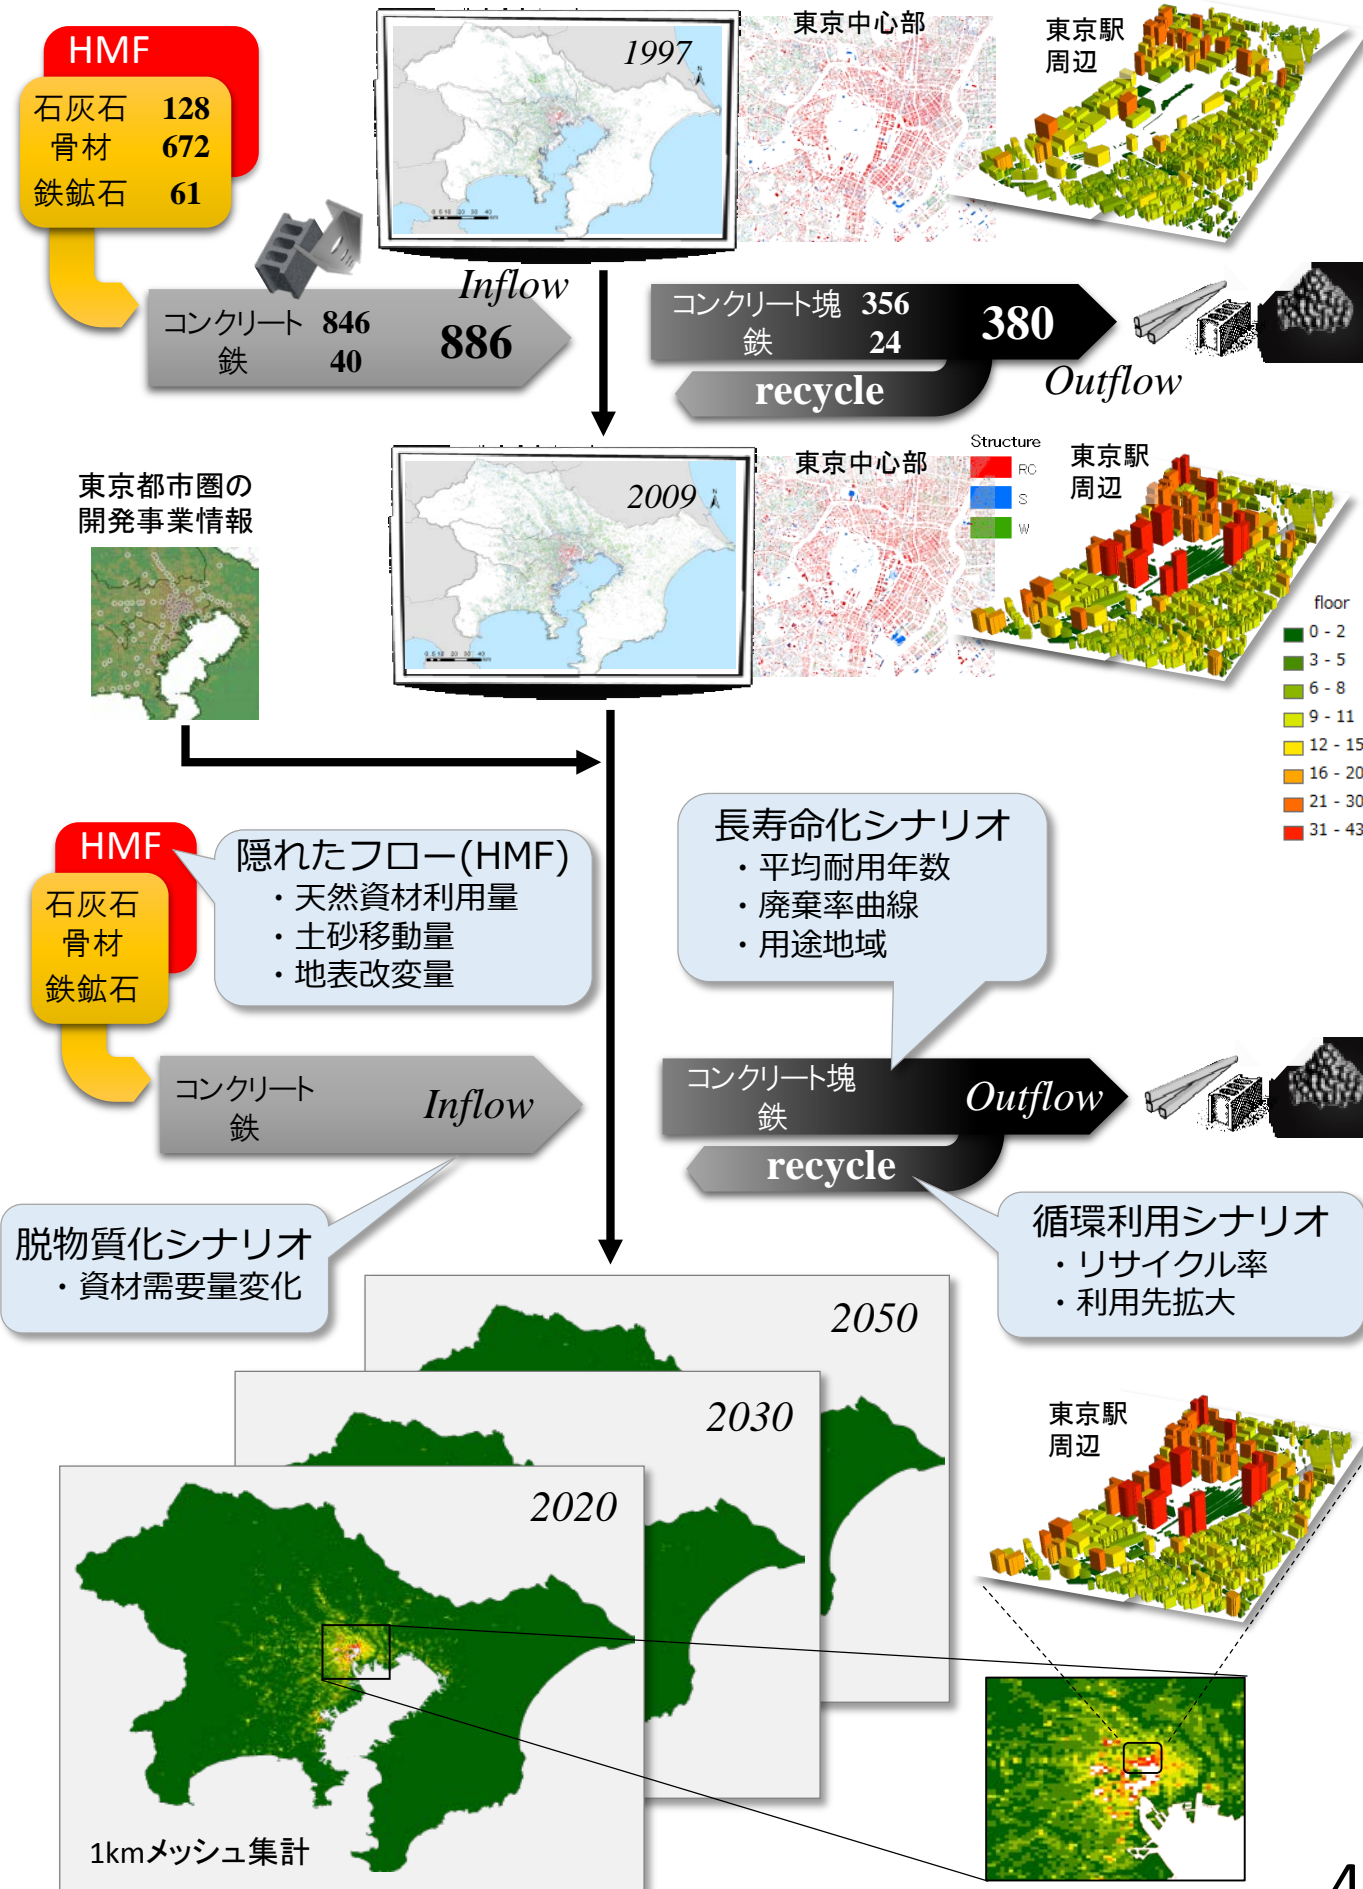 HMF
石灰石 128
骨材 672
鉄鉱石 61
1997
東京中心部
東京駅
周辺
Inflow
コンクリート 846
鉄 40
886
コンクリート塊 356
鉄 24
380
recycle
Outflow
東京都市圏の
開発事業情報
2009
東京中心部
Structure
RC
S
W
東京駅
周辺
floor
0 - 2
3 - 5
6 - 8
9 - 11
12 - 15
16 - 20
21 - 30
31 - 43
HMF
石灰石
骨材
鉄鉱石
隠れたフロー(HMF)
・天然資材利用量
・土砂移動量
・地表改変量
長寿命化シナリオ
・平均耐用年数
・廃棄率曲線
・用途地域
コンクリート
鉄
Inflow
コンクリート塊
鉄
Outflow
recycle
脱物質化シナリオ
・資材需要量変化
循環利用シナリオ
・リサイクル率
・利用先拡大
2050
2030
2020
東京駅
周辺
1kmメッシュ集計
4